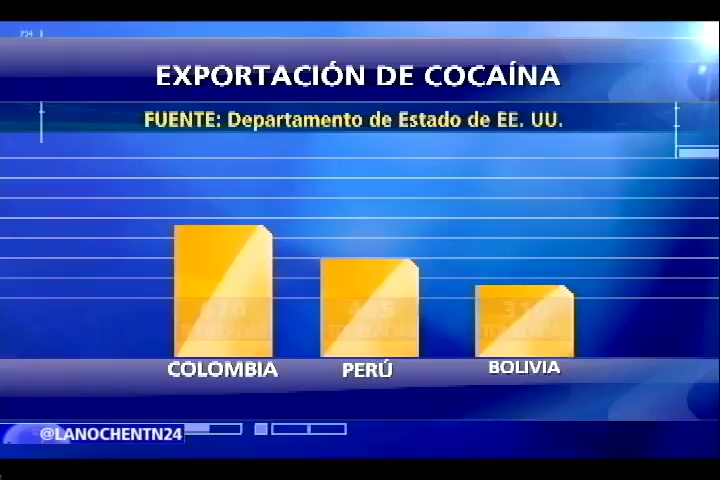 EXPORTACIÓN DE COCAÍNA
FUENTE: Departamento de Estado de EE. UU.
COLOMBIA
PERÚ
BOLIVIA
@LANOCHENTN24